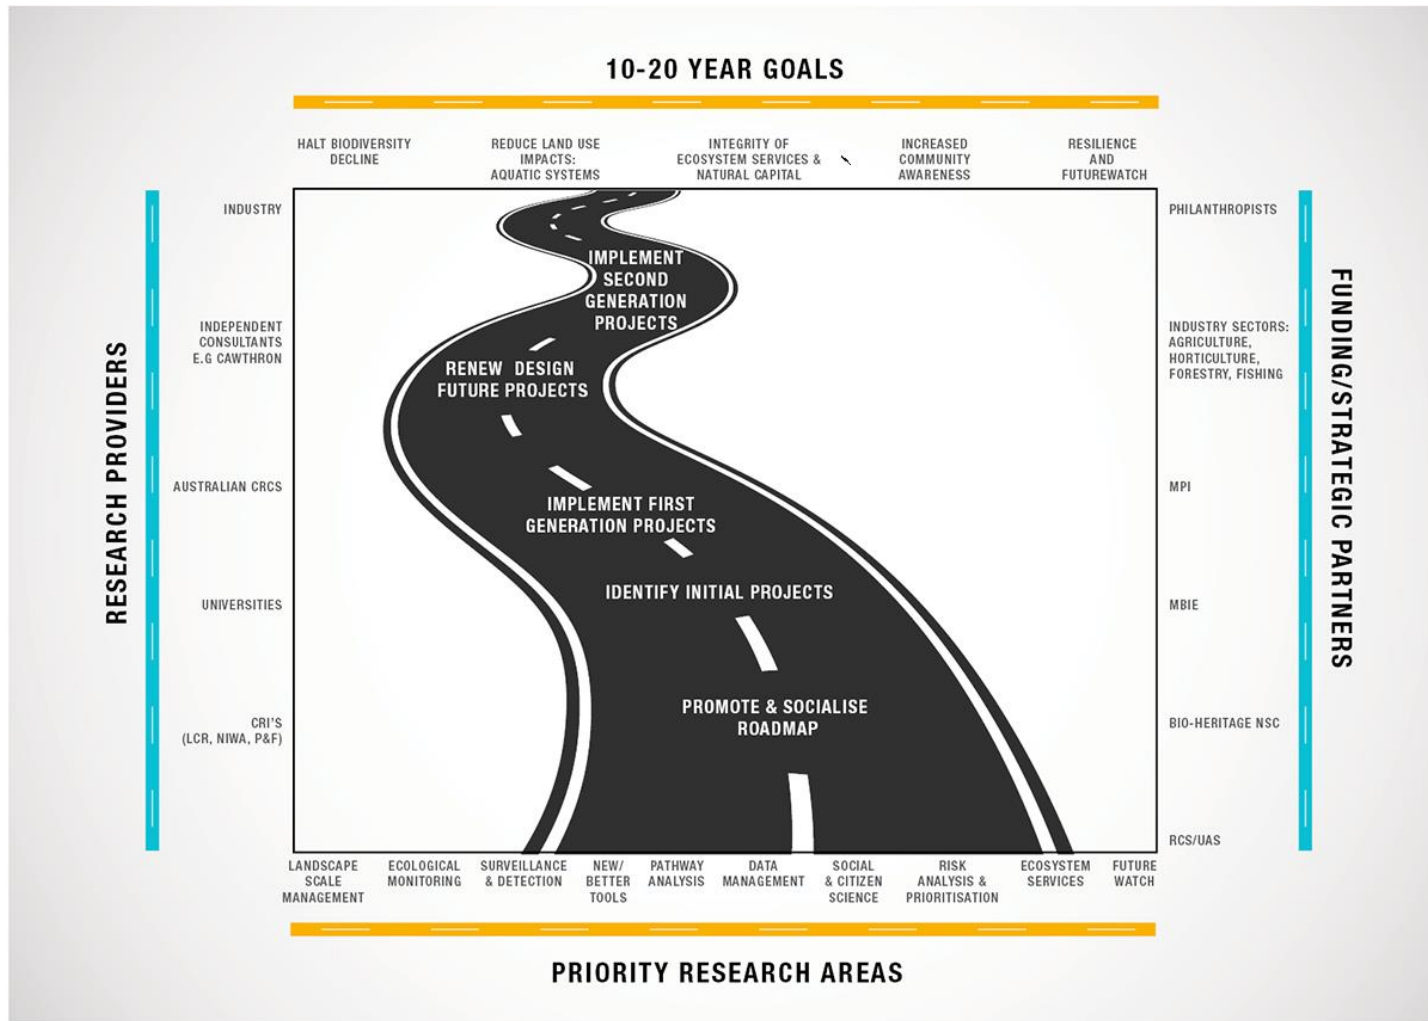 10-20 YEAR GOALS
HALT BIODIVERSITY
DECLINE
REDUCE LAND USE
IMPACTS:
AQUATIC SYSTEMS
INTEGRITY OF
ECOSYSTEM SERVICES &
NATURAL CAPITAL
INCREASED
COMMUNITY
AWARENESS
RESILIENCE
AND
FUTUREWATCH
RESEARCH PROVIDERS
INDUSTRY
INDEPENDENT
CONSULTANTS
E.G CAWTHRON
AUSTRALIAN CRCS
UNIVERSITIES
CRI'S
(LCR, NIWA, P&F)
IMPLEMENT
SECOND
GENERATION
PROJECTS
RENEW DESIGN
FUTURE PROJECTS
IMPLEMENT FIRST
GENERATION PROJECTS
IDENTIFY INITIAL PROJECTS
PROMOTE & SOCIALISE
ROADMAP
PHILANTHROPISTS
INDUSTRY SECTORS:
AGRICULTURE,
HORTICULTURE,
FORESTRY, FISHING
MPI
MBIE
BIO-HERITAGE NSC
RCS/UAS
FUNDING/STRATEGIC PARTNERS
LANDSCAPE
SCALE
MANAGEMENT
ECOLOGICAL
MONITORING
SURVEILLANCE
& DETECTION
NEW/
BETTER
TOOLS
PATHWAY
ANALYSIS
DATA
MANAGEMENT
SOCIAL
& CITIZEN
SCIENCE
RISK
ANALYSIS &
PRIORITISATION
ECOSYSTEM
SERVICES
FUTURE
WATCH
PRIORITY RESEARCH AREAS